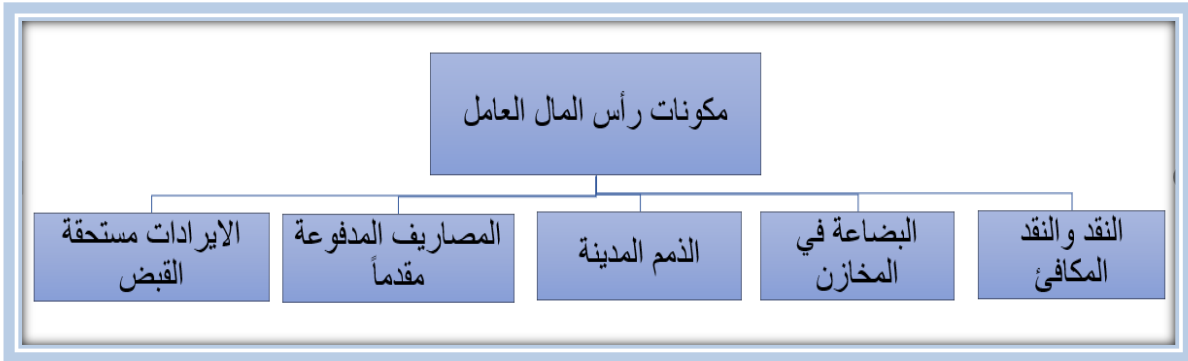 مكونات رأس المال العامل
النقد والنقد
المكافئ
البضاعة في
المخازن
الذمم المدينة
المصاريف المدفوعة
مقدماً
الايرادات مستحقة
القبض